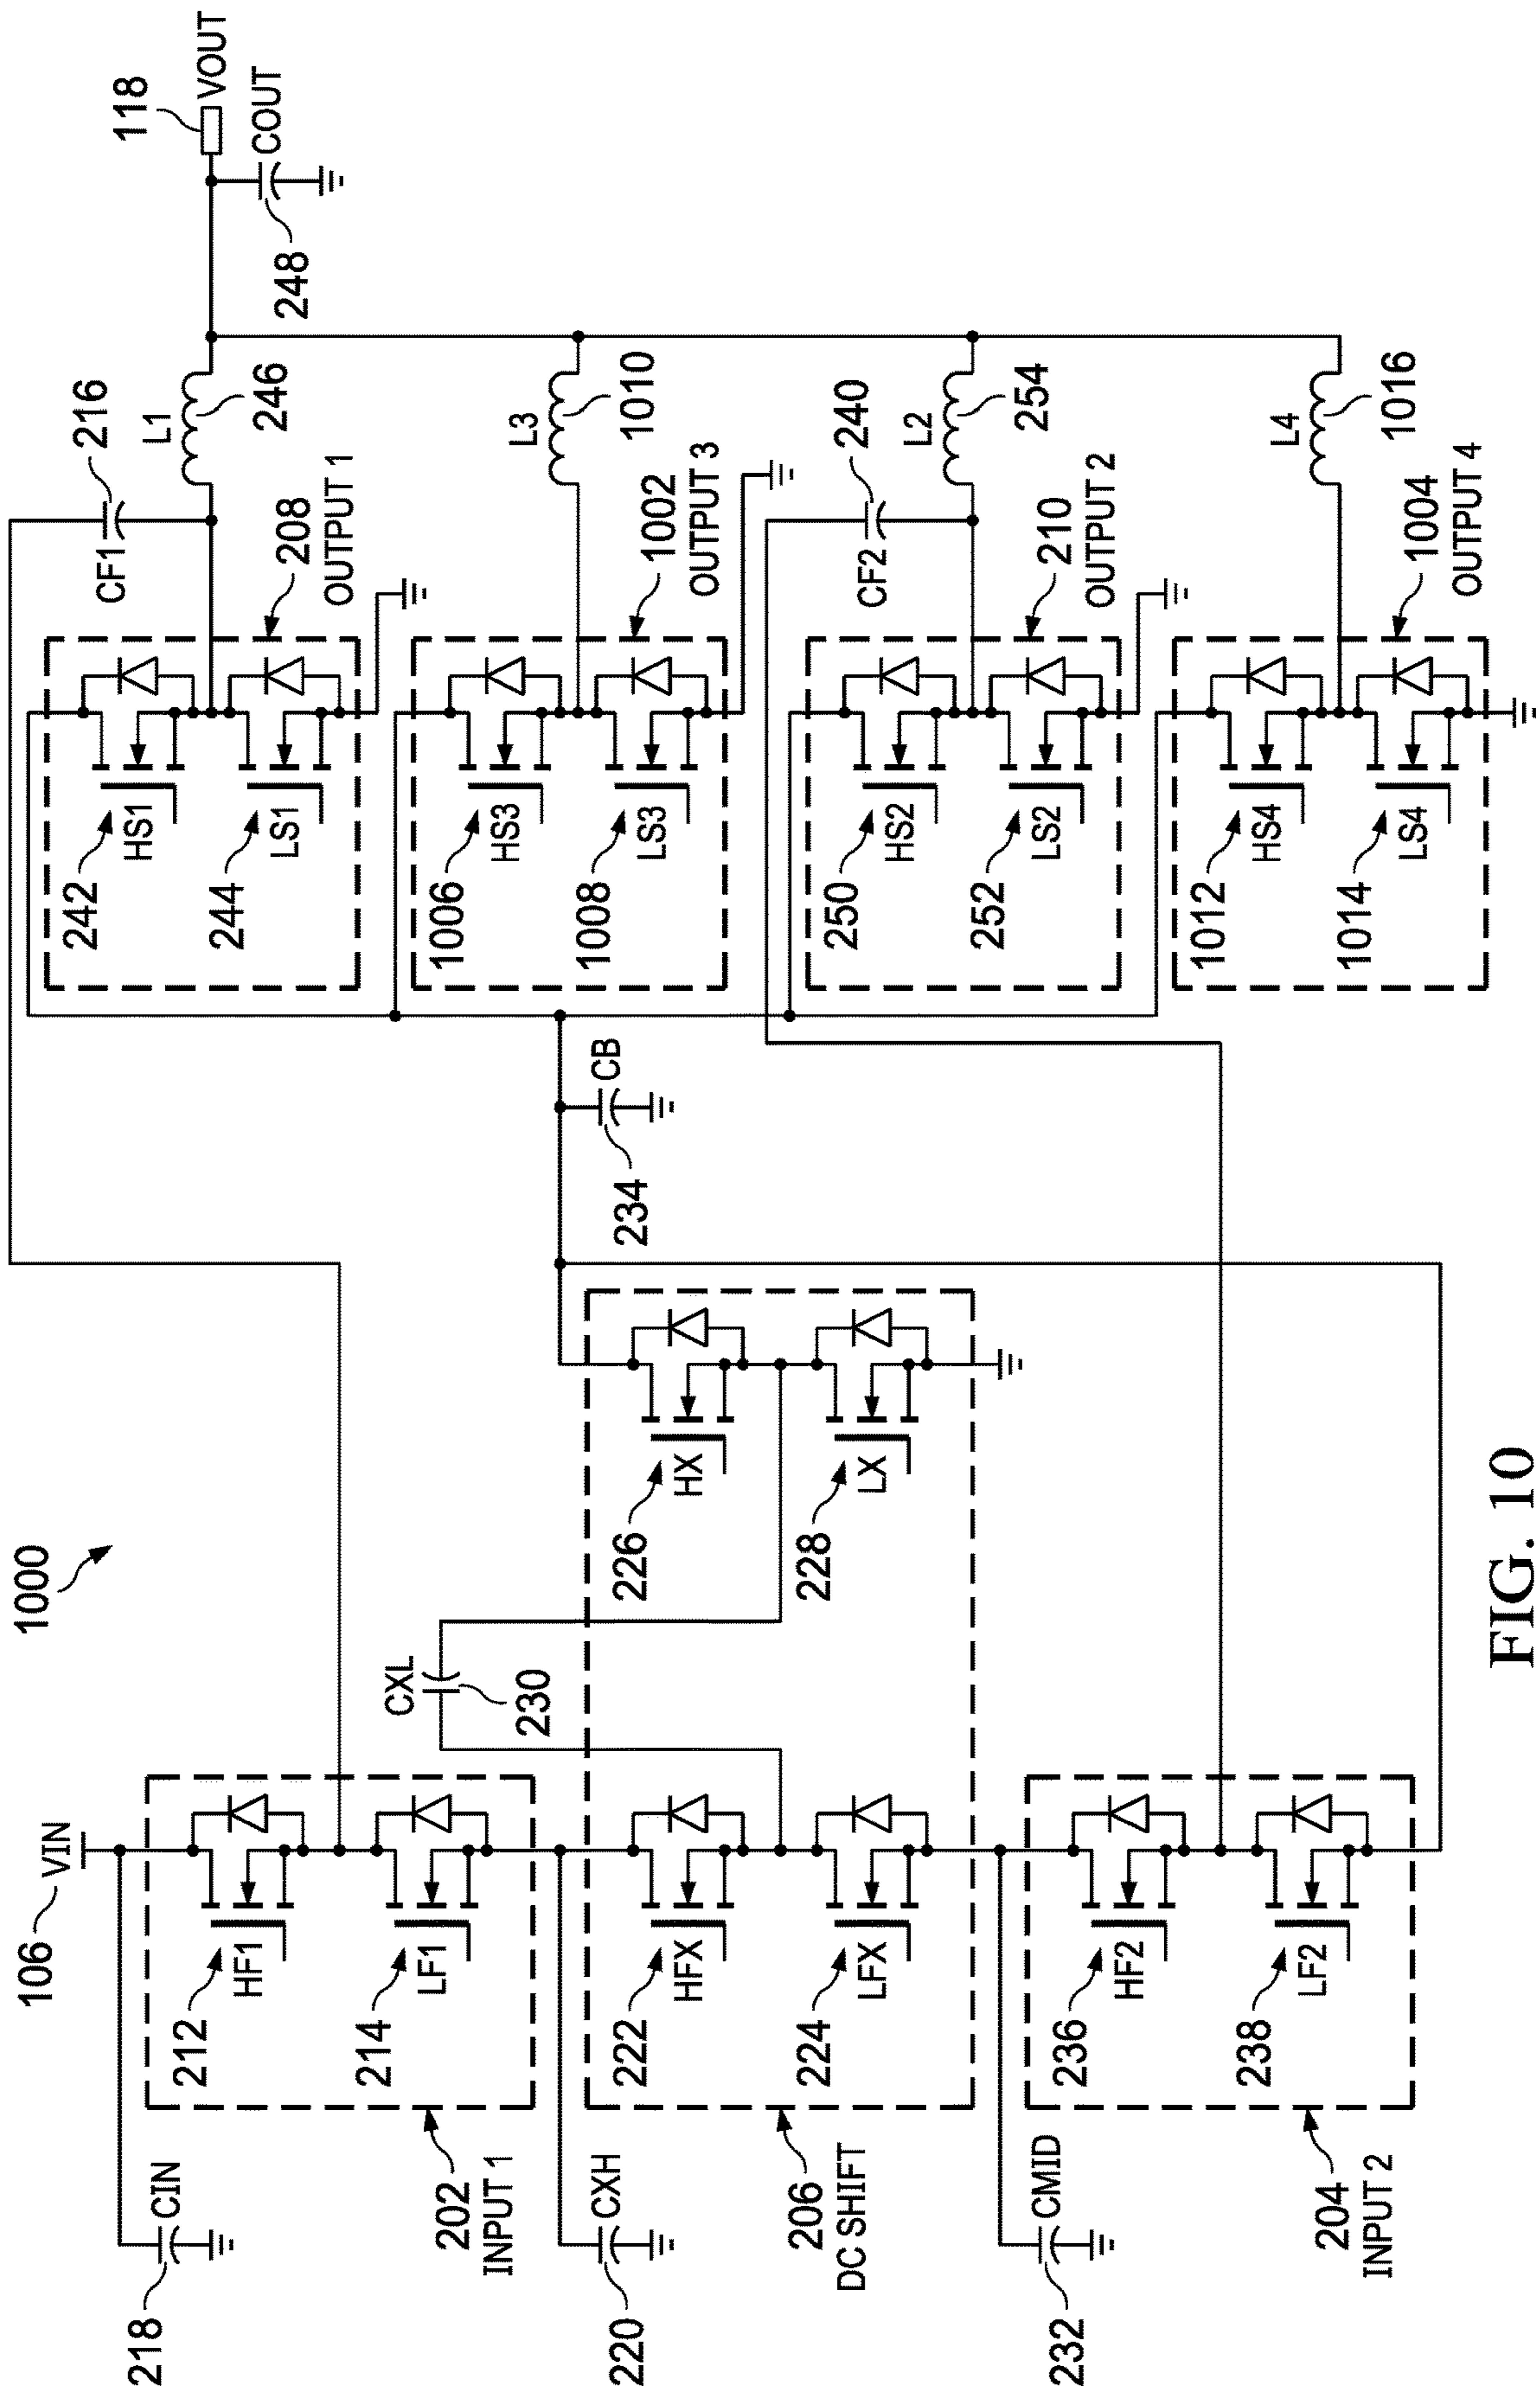 1000
106
VIN
218
CIN
212
HF1
214
LF1
202
INPUT 1
220
CXH
222
HFX
224
LFX
206
DC SHIFT
CXL
230
226
HX
228
LX
232
CMID
236
HF2
238
LF2
204
INPUT 2
234
CB
242
HS1
244
LS1
208
OUTPUT 1
CF1
216
L1
246
1006
HS3
1008
LS3
1002
OUTPUT 3
L3
1010
250
HS2
252
LS2
210
OUTPUT 2
CF2
240
L2
254
1012
HS4
1014
LS4
1004
OUTPUT 4
L4
1016
118
VOUT
COUT
248
FIG. 10